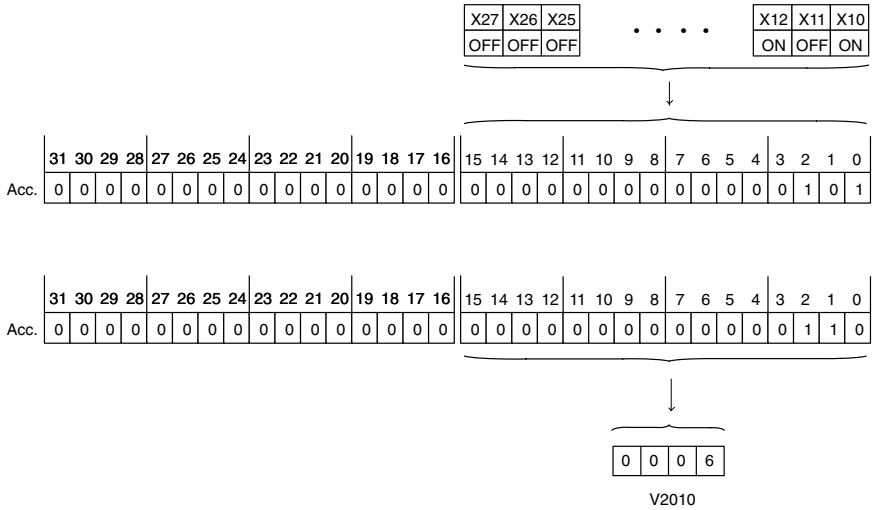 X27 X26 X25 X12 X11 X10
OFF OFF OFF ON OFF ON
31 30 29 28 27 26 25 24 23 22 21 20 19 18 17 16 15 14 13 12 11 10 9 8 7 6 5 4 3 2 1 0
Acc. 0 0 0 0 0 0 0 0 0 0 0 0 0 0 0 0 0 0 0 0 0 0 0 0 0 0 0 0 0 1 0 1
31 30 29 28 27 26 25 24 23 22 21 20 19 18 17 16 15 14 13 12 11 10 9 8 7 6 5 4 3 2 1 0
Acc. 0 0 0 0 0 0 0 0 0 0 0 0 0 0 0 0 0 0 0 0 0 0 0 0 0 0 0 0 0 1 1 0
0 0 0 6
V2010